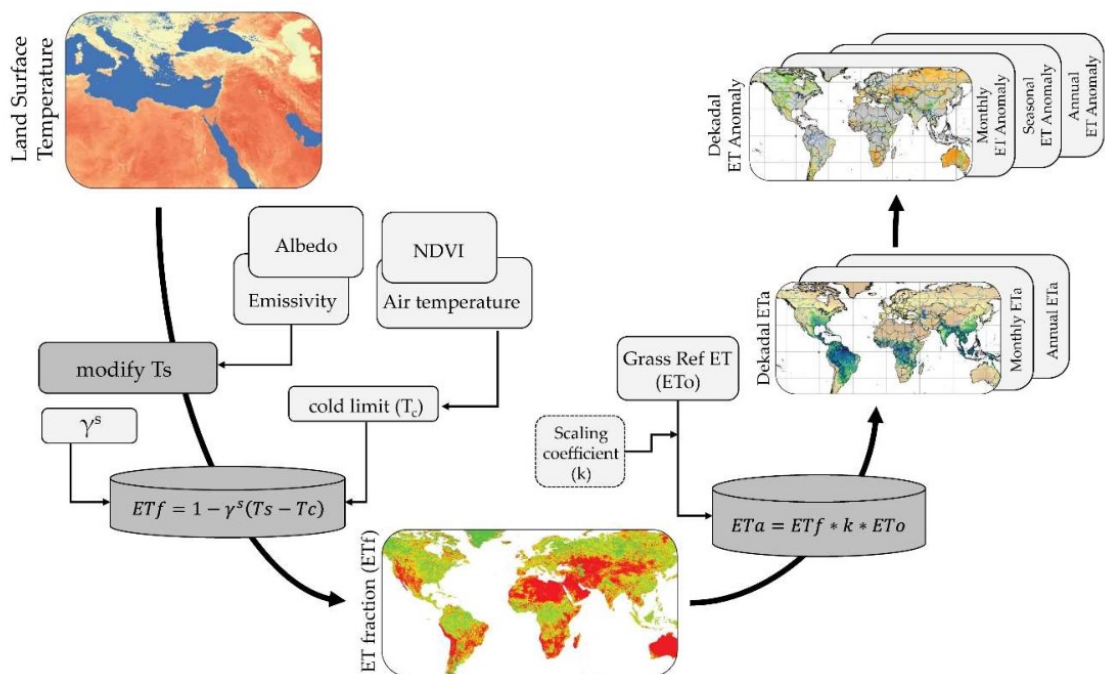 Land Surface
Temperature
Albedo
Emissivity
NDVI
Air temperature
modify Ts
γˢ
cold limit (T_c)
ETf = 1 − γˢ(Ts − Tc)
ET fraction (ETf)
Grass Ref ET
(ETo)
Scaling
coefficient
(k)
ETa = ETf * k * ETo
Dekadal ETa
Monthly ETa
Annual ETa
Dekadal
ET Anomaly
Monthly
ET Anomaly
Seasonal
ET Anomaly
Annual
ET Anomaly